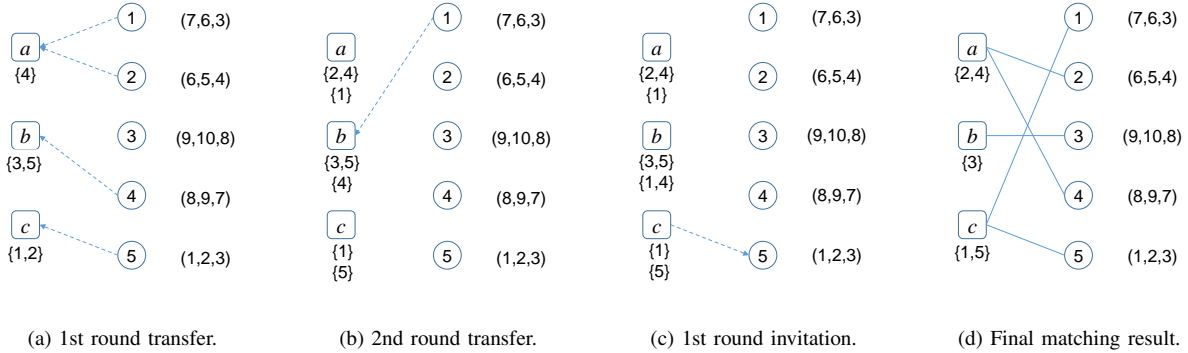 1 (7,6,3)
a
{4}
2 (6,5,4)
b
{3,5}
3 (9,10,8)
4 (8,9,7)
c
{1,2}
5 (1,2,3)
(a) 1st round transfer.
1 (7,6,3)
a
{2,4}
{1}
2 (6,5,4)
b
{3,5}
{4}
3 (9,10,8)
4 (8,9,7)
c
{1}
{5}
5 (1,2,3)
(b) 2nd round transfer.
1 (7,6,3)
a
{2,4}
{1}
2 (6,5,4)
b
{3,5}
{1,4}
3 (9,10,8)
4 (8,9,7)
c
{1}
{5}
5 (1,2,3)
(c) 1st round invitation.
1 (7,6,3)
a
{2,4}
2 (6,5,4)
b
{3}
3 (9,10,8)
4 (8,9,7)
c
{1,5}
5 (1,2,3)
(d) Final matching result.